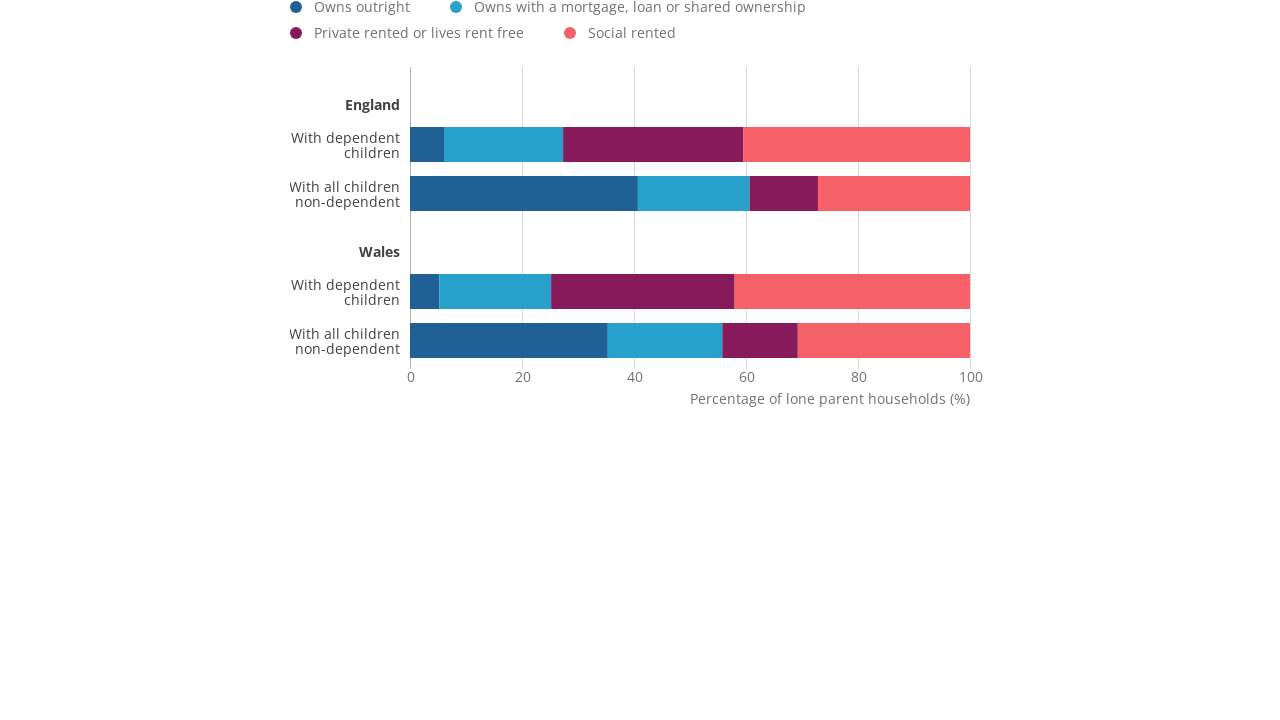 Owns outright
Owns with a mortgage, loan or shared ownership
Private rented or lives rent free
Social rented
England
With dependent
children
With all children
non-dependent
Wales
With dependent
children
With all children
non-dependent
0 20 40 60 80 100
Percentage of lone parent households (%)